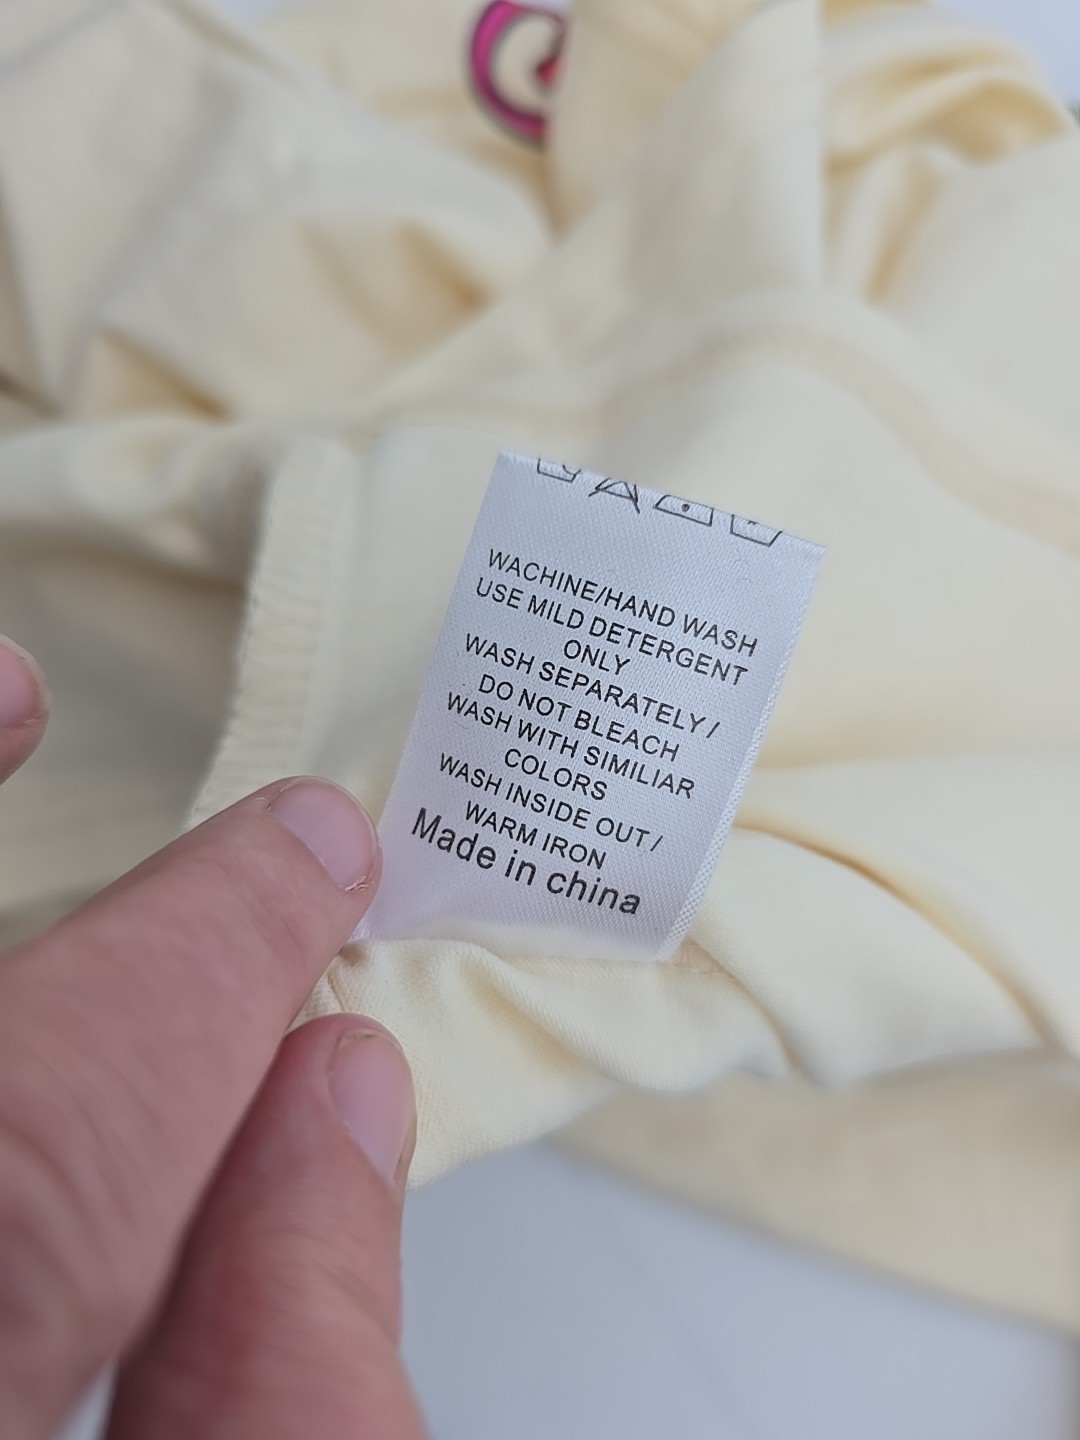 WACHINE/HAND WASH
USE MILD DETERGENT
ONLY
WASH SEPARATELY /
DO NOT BLEACH
WASH WITH SIMILIAR
COLORS
WASH INSIDE OUT /
WARM IRON
Made in china